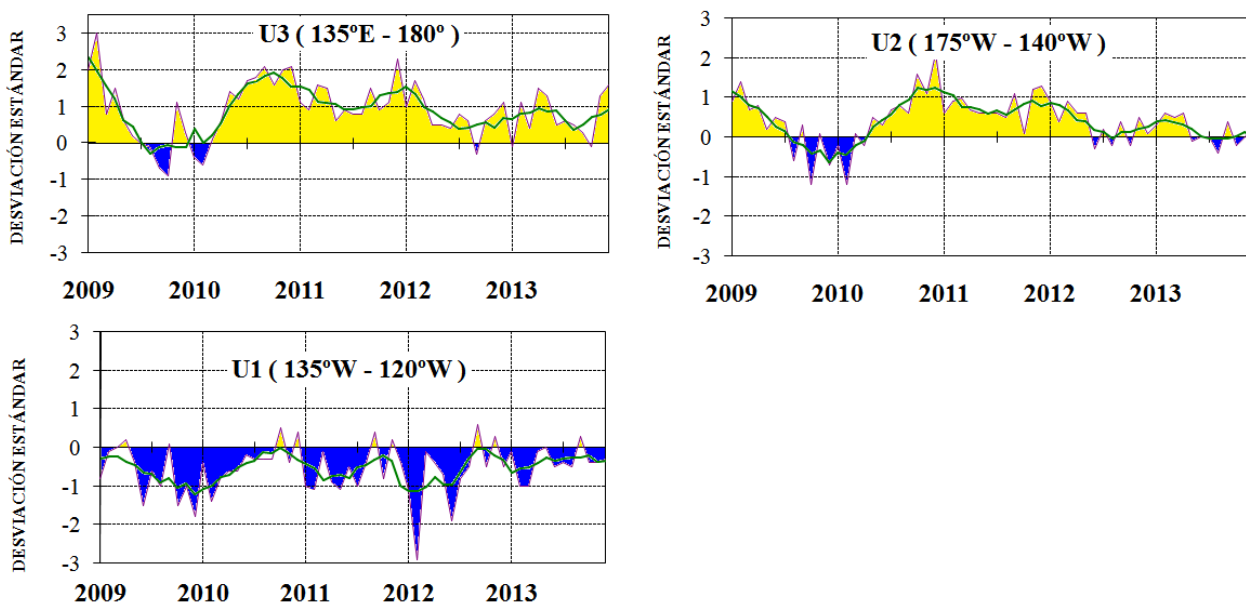 U3 ( 135ºE - 180º )
DESVIACIÓN ESTÁNDAR
3
2
1
0
-1
-2
-3
2009 2010 2011 2012 2013
U2 ( 175ºW - 140ºW )
DESVIACIÓN ESTÁNDAR
3
2
1
0
-1
-2
-3
2009 2010 2011 2012 2013
U1 ( 135ºW - 120ºW )
DESVIACIÓN ESTÁNDAR
3
2
1
0
-1
-2
-3
2009 2010 2011 2012 2013